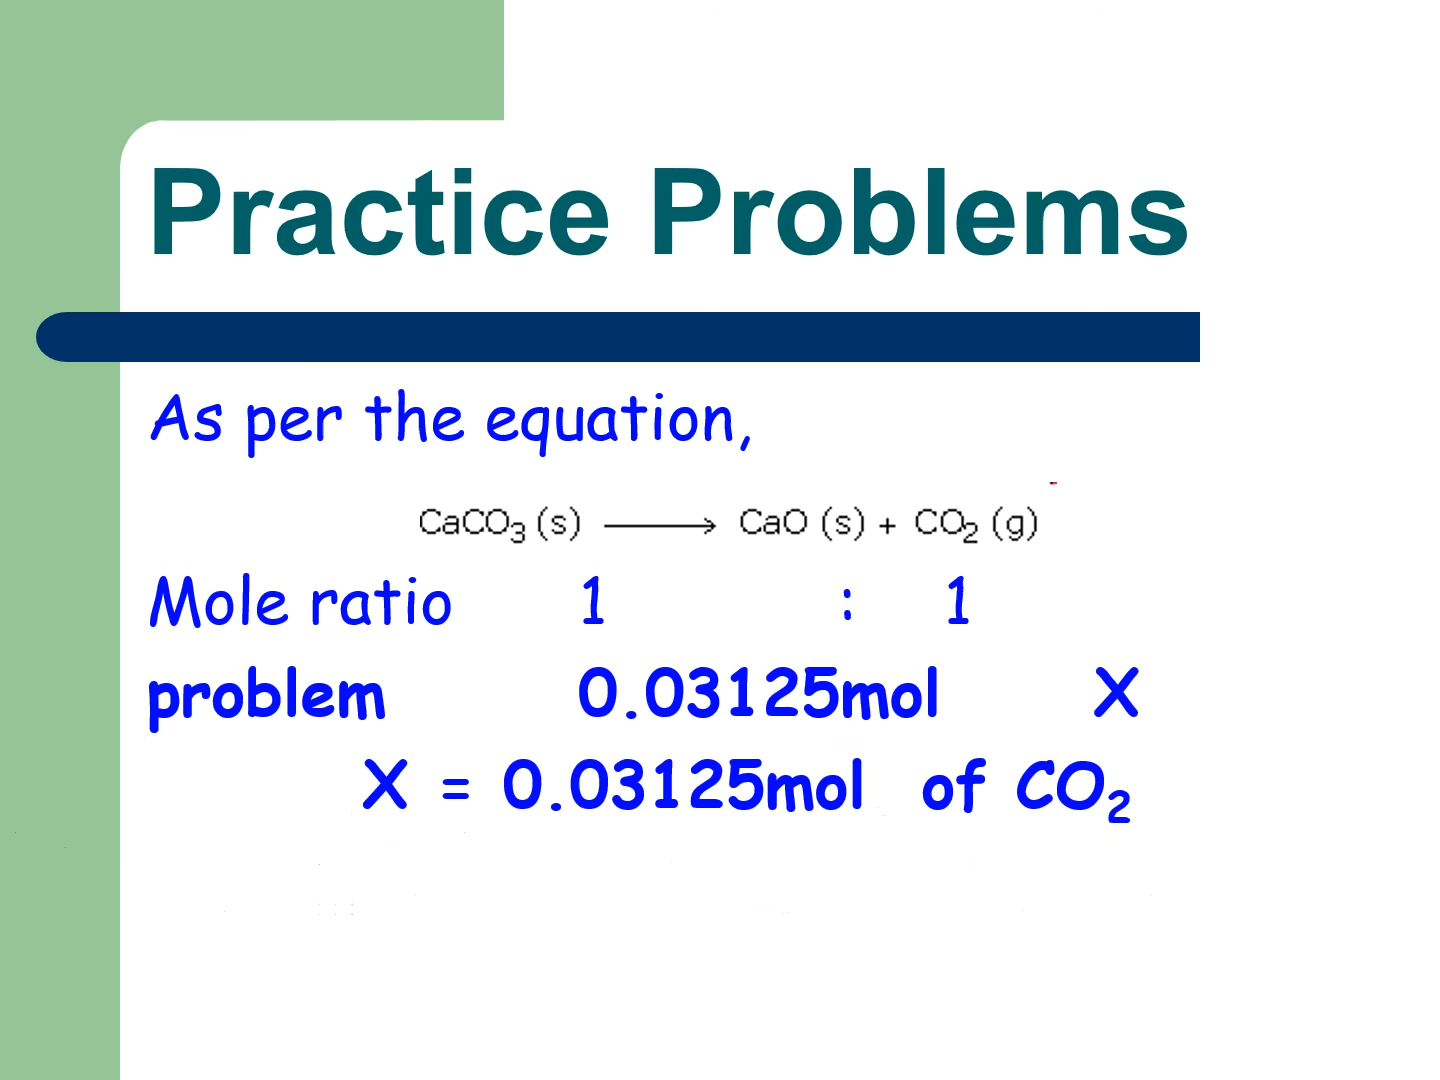 Practice Problems
As per the equation,
CaCO₃ (s) ⟶ CaO (s) + CO₂ (g)
Mole ratio 1 : 1
problem 0.03125mol X
X = 0.03125mol of CO₂